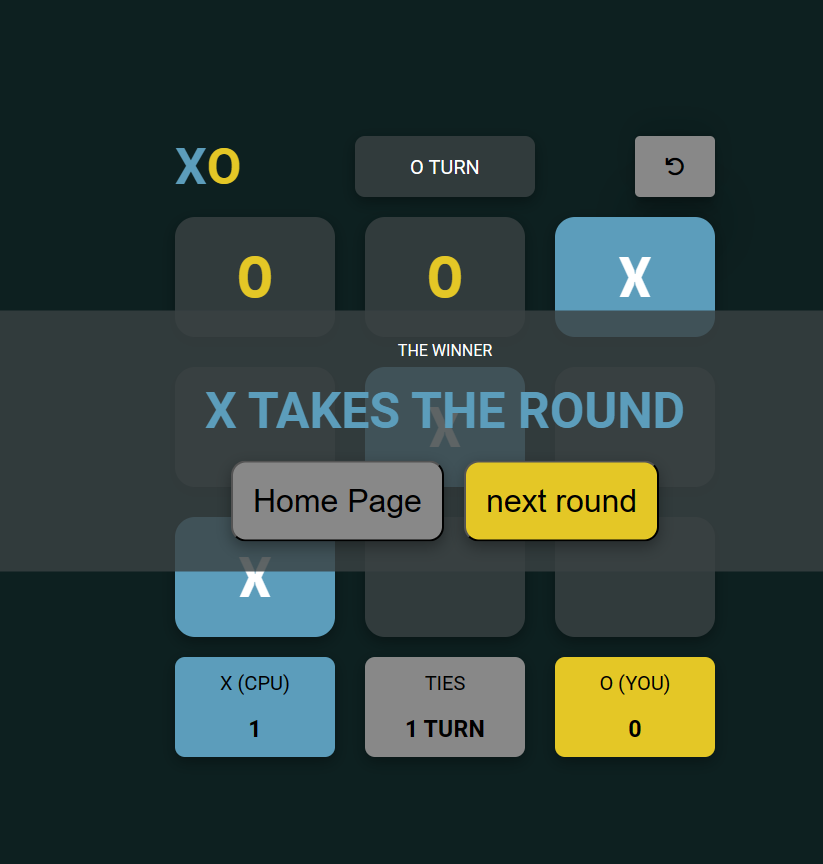 XO
O TURN
O
O
X
THE WINNER
X TAKES THE ROUND
X
Home Page
next round
X
X (CPU)
TIES
O (YOU)
1
1 TURN
0